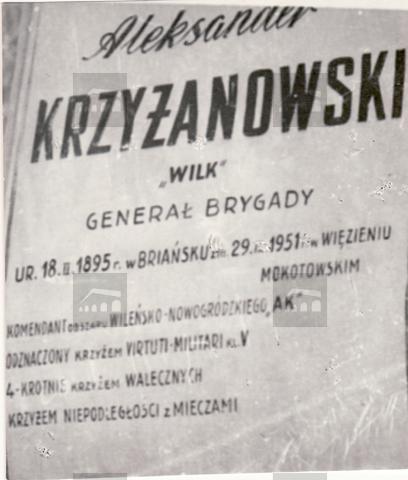 Aleksander
KRZYŻANOWSKI
„WILK"
GENERAŁ BRYGADY
UR. 18.II.1895 r. w BRIAŃSKU zm. 29.IX.1951 r. w WIĘZIENIU
MOKOTOWSKIM
KOMENDANT OBSZARU WILEŃSKO-NOWOGRÓDZKIEGO „AK"
ODZNACZONY KRZYŻEM VIRTUTI-MILITARI KL. V
4-KROTNIE KRZYŻEM WALECZNYCH
KRZYŻEM NIEPODLEGŁOŚCI z MIECZAMI